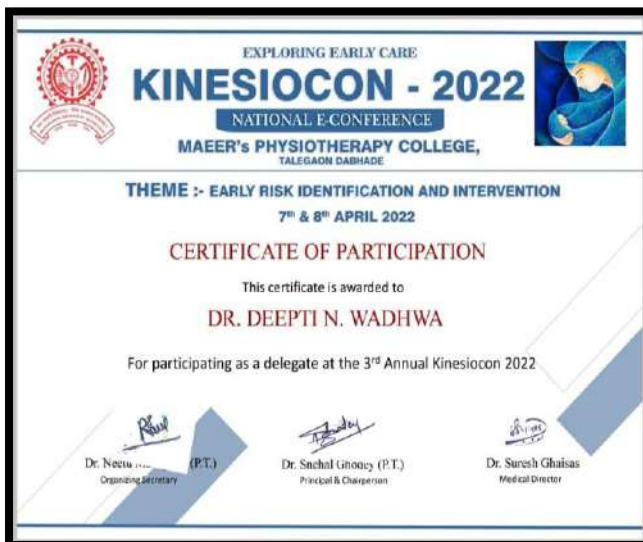 EXPLORING EARLY CARE
KINESIOCON - 2022
NATIONAL E-CONFERENCE
MAEER's PHYSIOTHERAPY COLLEGE,
TALEGAON DABHADE
THEME :- EARLY RISK IDENTIFICATION AND INTERVENTION
7th & 8th APRIL 2022
CERTIFICATE OF PARTICIPATION
This certificate is awarded to
DR. DEEPTI N. WADHWA
For participating as a delegate at the 3rd Annual Kinesiocon 2022
Dr. Neeta (P.T.) Dr. Snehal Ghodey (P.T.) Dr. Suresh Ghaisas
Organizing Secretary Principal & Chairperson Medical Director